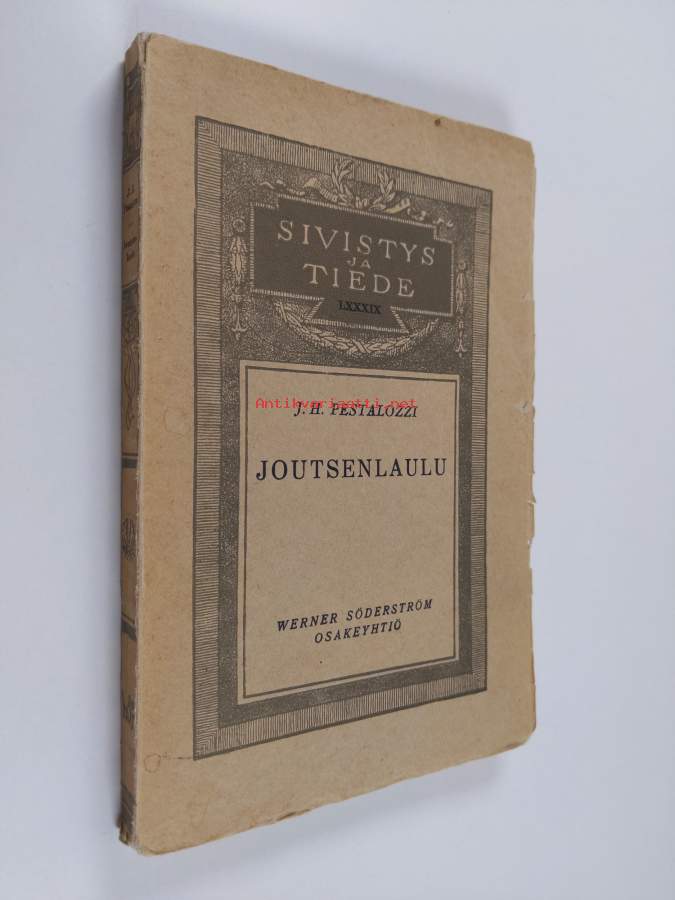 SIVISTYS
JA
TIEDE
LXXXIX
Antikvariaatti.net
J. H. PESTALOZZI
JOUTSENLAULU
WERNER SÖDERSTRÖM
OSAKEYHTIÖ